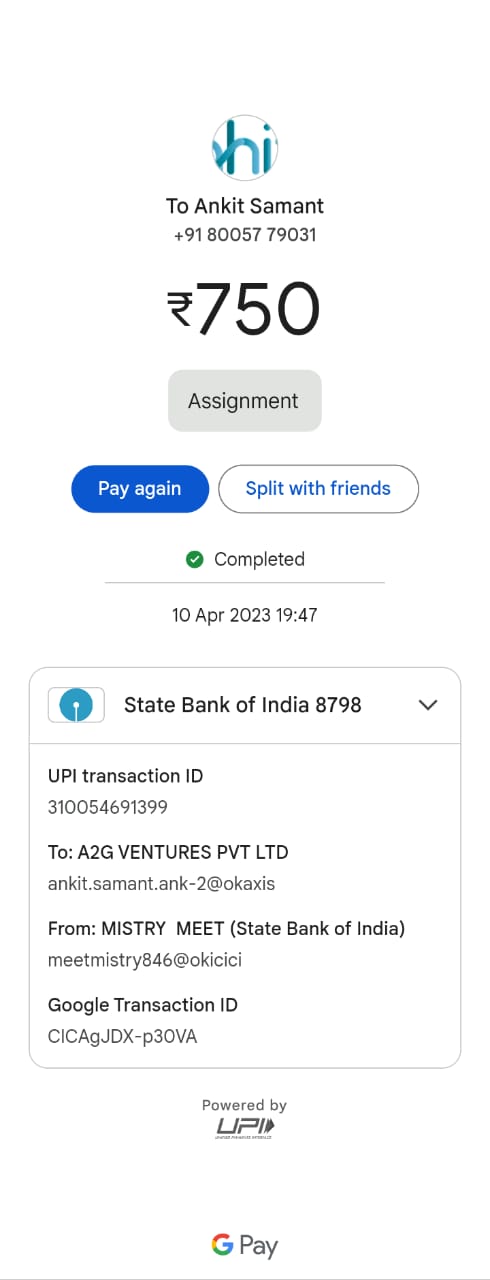 hi
To Ankit Samant
+91 80057 79031
₹750
Assignment
Pay again
Split with friends
Completed
10 Apr 2023 19:47
State Bank of India 8798
UPI transaction ID
310054691399
To: A2G VENTURES PVT LTD
ankit.samant.ank-2@okaxis
From: MISTRY  MEET (State Bank of India)
meetmistry846@okicici
Google Transaction ID
CICAgJDX-p30VA
Powered by
UPI
UNIFIED PAYMENTS INTERFACE
G Pay